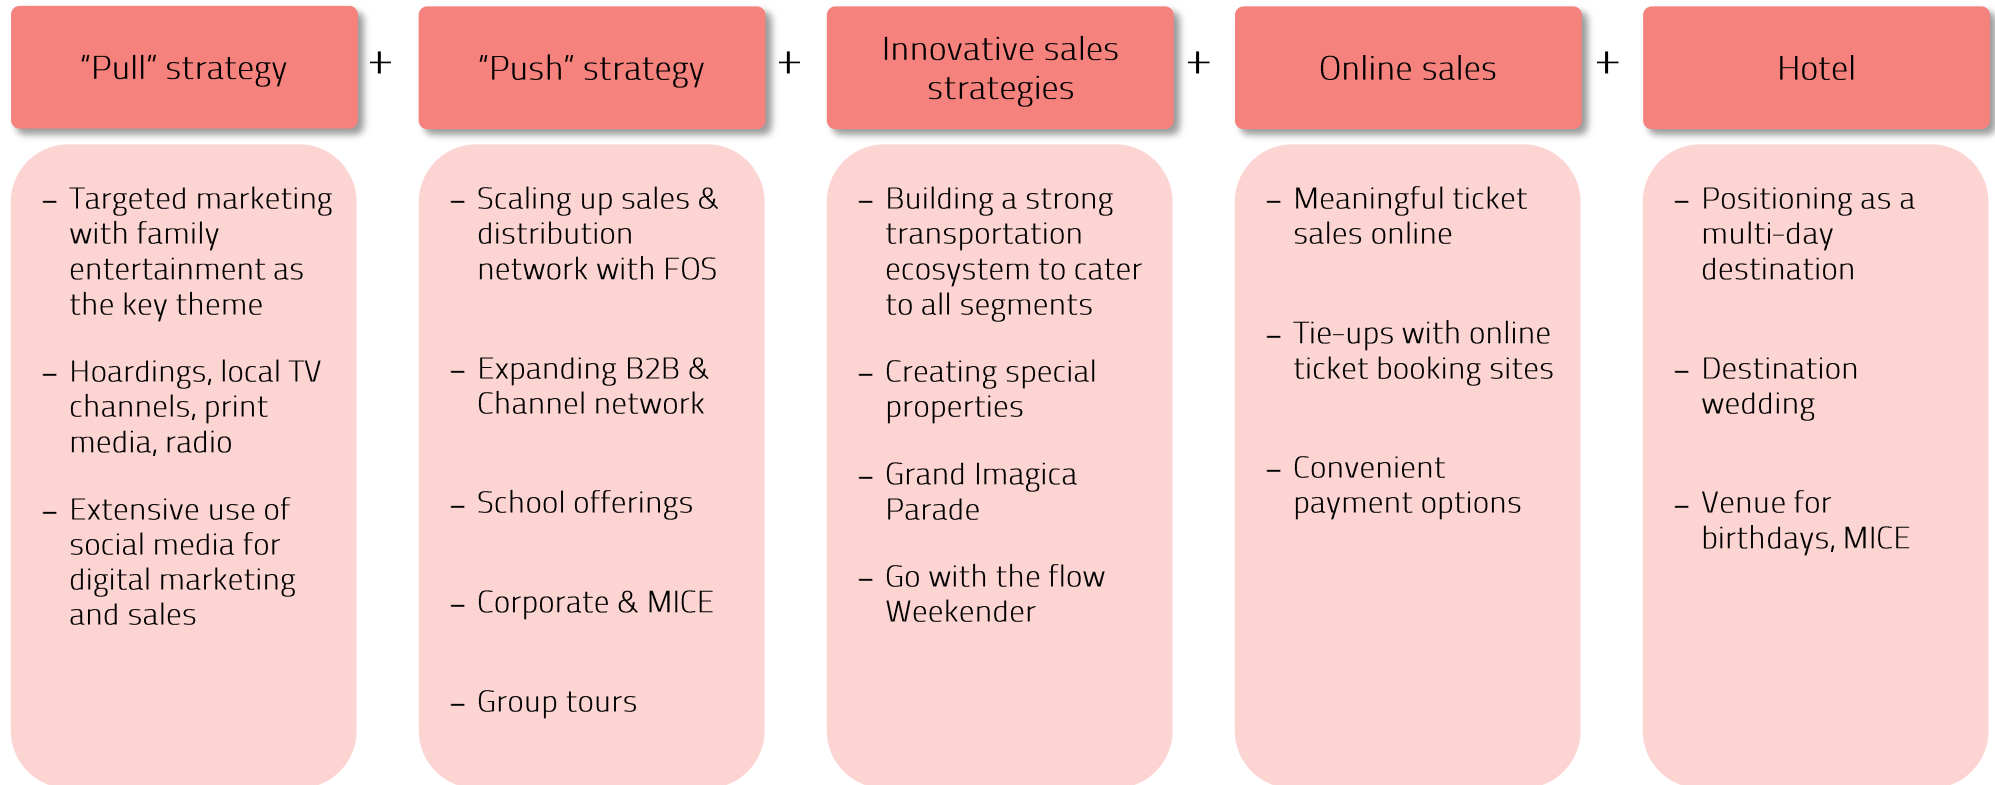 "Pull" strategy
+
"Push" strategy
+
Innovative sales
strategies
+
Online sales
+
Hotel
– Targeted marketing
with family
entertainment as
the key theme
– Hoardings, local TV
channels, print
media, radio
– Extensive use of
social media for
digital marketing
and sales
– Scaling up sales &
distribution
network with FOS
– Expanding B2B &
Channel network
– School offerings
– Corporate & MICE
– Group tours
– Building a strong
transportation
ecosystem to cater
to all segments
– Creating special
properties
– Grand Imagica
Parade
– Go with the flow
Weekender
– Meaningful ticket
sales online
– Tie-ups with online
ticket booking sites
– Convenient
payment options
– Positioning as a
multi-day
destination
– Destination
wedding
– Venue for
birthdays, MICE